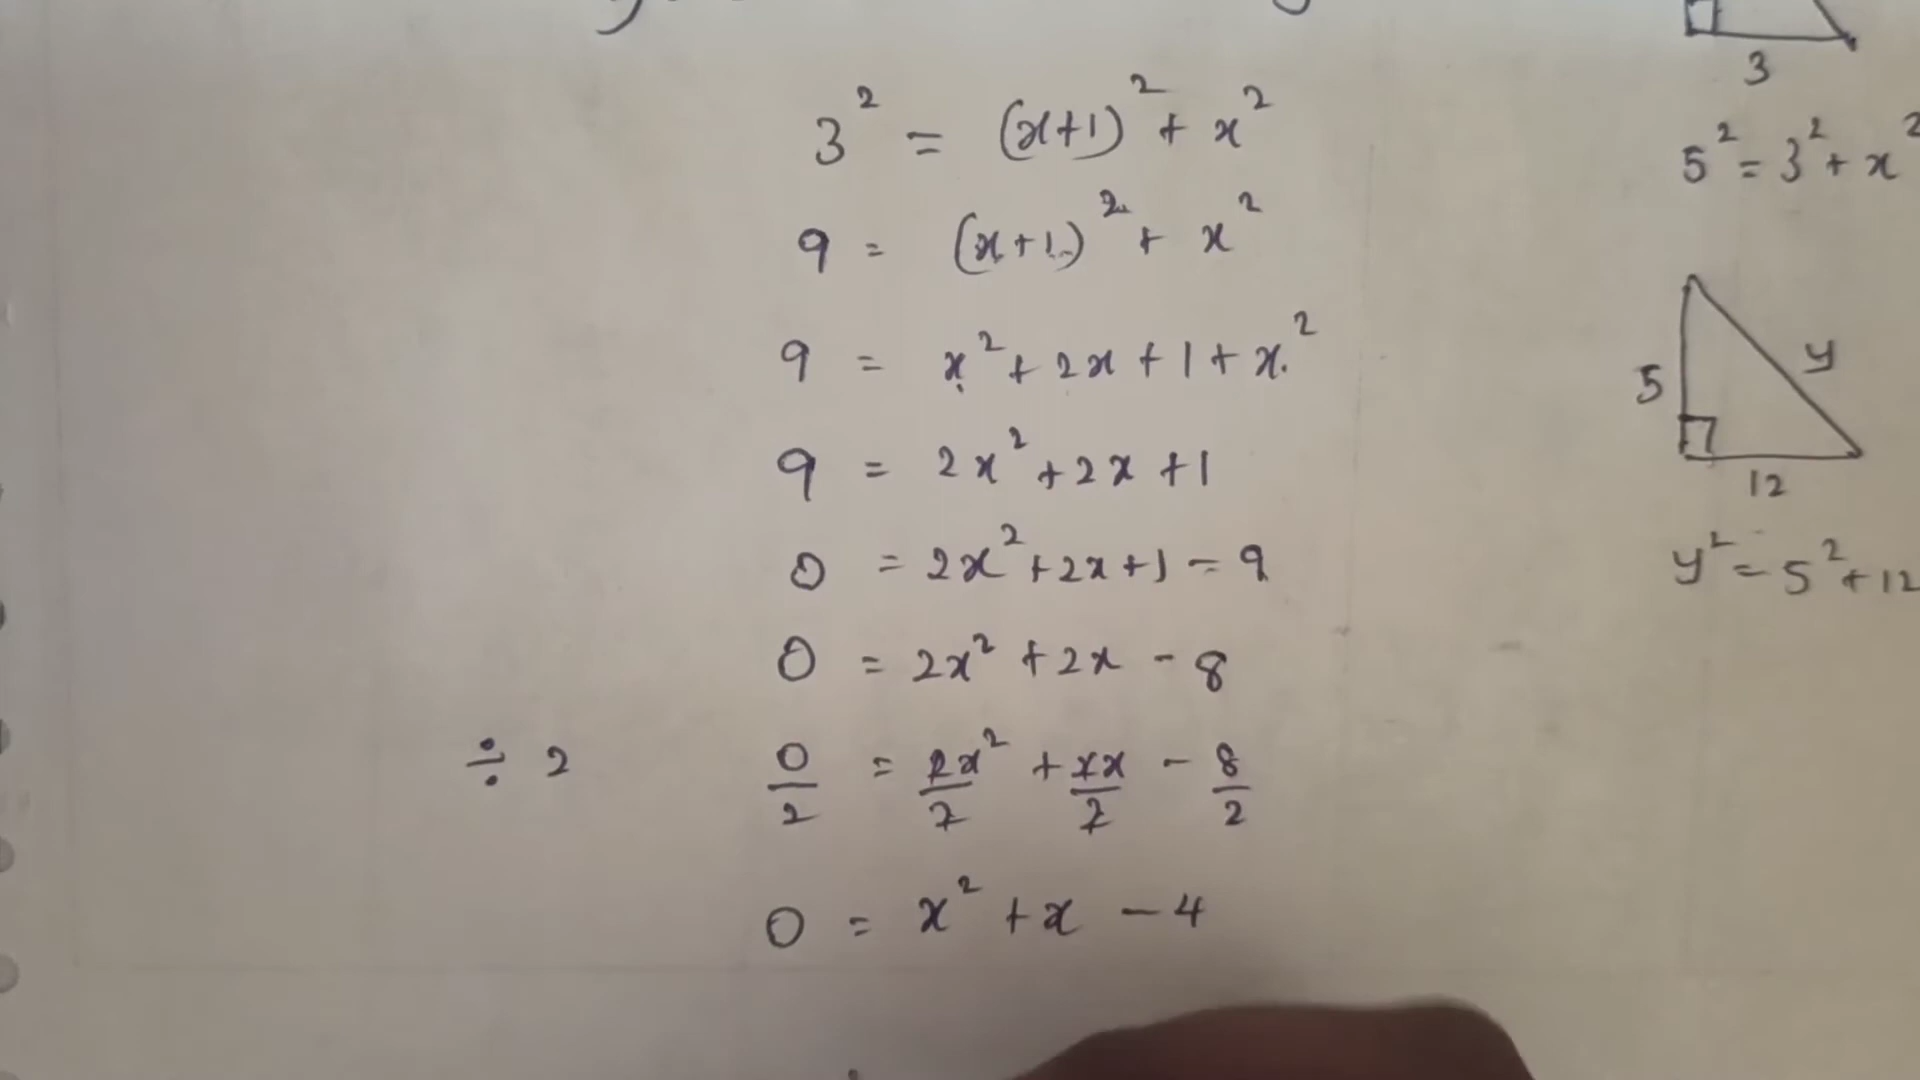 3² = (x+1)² + x²
9 = (x+1)² + x²
9 = x² + 2x + 1 + x²
9 = 2x² + 2x + 1
0 = 2x² + 2x + 1 - 9
0 = 2x² + 2x - 8
÷ 2 0/2 = 2x²/2 + 2x/2 - 8/2
0 = x² + x - 4
3
5² = 3² + x²
5
y
12
y² = 5² + 12